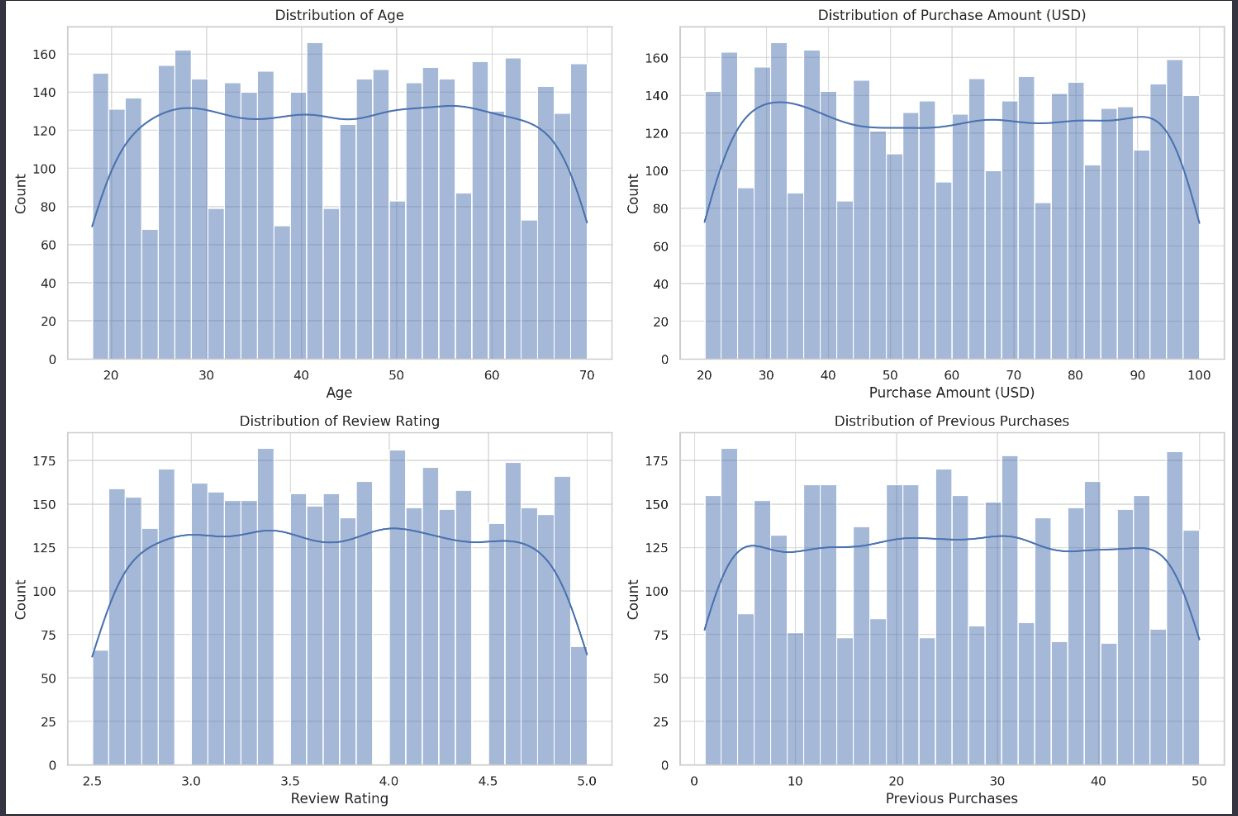 Distribution of Age
Count
160
140
120
100
80
60
40
20
0
20 30 40 50 60 70
Age
Distribution of Purchase Amount (USD)
Count
160
140
120
100
80
60
40
20
0
20 30 40 50 60 70 80 90 100
Purchase Amount (USD)
Distribution of Review Rating
Count
175
150
125
100
75
50
25
0
2.5 3.0 3.5 4.0 4.5 5.0
Review Rating
Distribution of Previous Purchases
Count
175
150
125
100
75
50
25
0
0 10 20 30 40 50
Previous Purchases